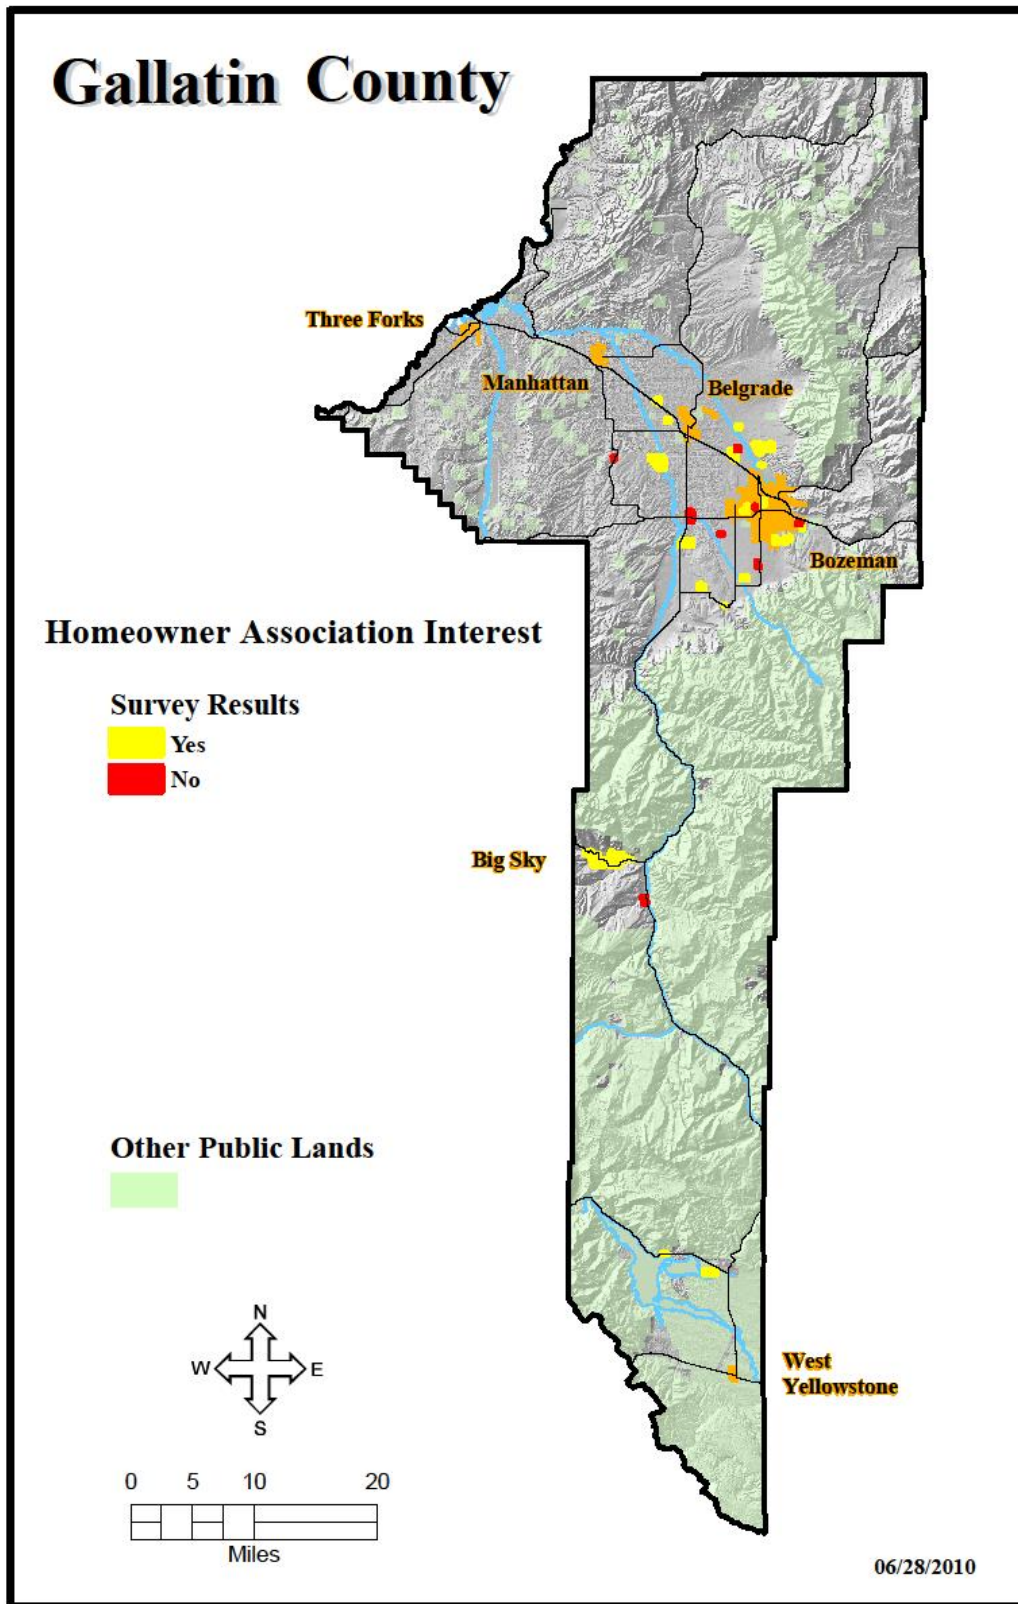 Gallatin County
Three Forks
Manhattan
Belgrade
Bozeman
Homeowner Association Interest
Survey Results
Yes
No
Big Sky
Other Public Lands
N
W E
S
West
Yellowstone
0 5 10 20
Miles
06/28/2010